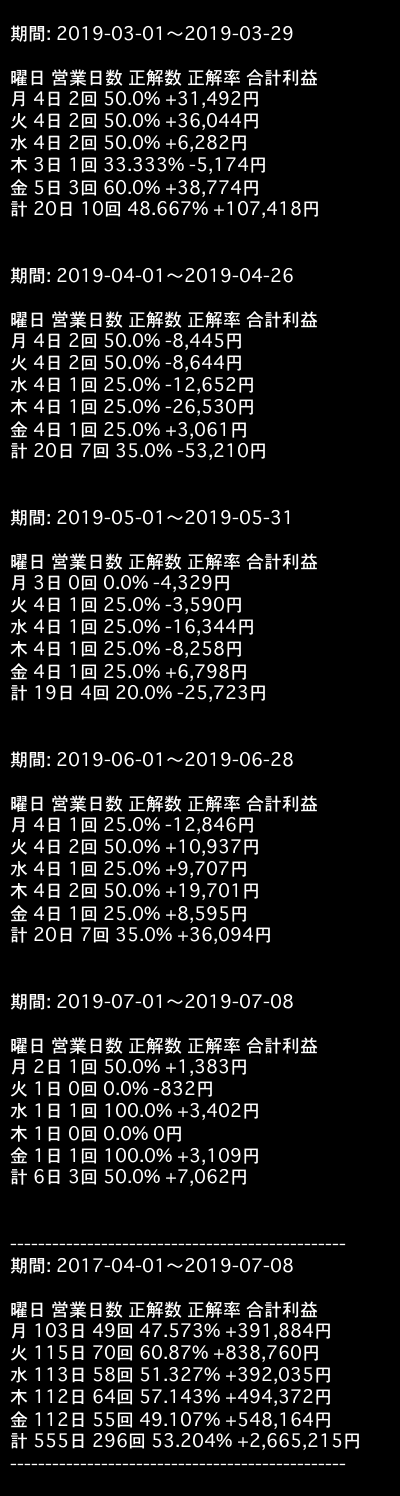 期間: 2019-03-01〜2019-03-29
曜日 営業日数 正解数 正解率 合計利益
月 4日 2回 50.0% +31,492円
火 4日 2回 50.0% +36,044円
水 4日 2回 50.0% +6,282円
木 3日 1回 33.333% -5,174円
金 5日 3回 60.0% +38,774円
計 20日 10回 48.667% +107,418円
期間: 2019-04-01〜2019-04-26
曜日 営業日数 正解数 正解率 合計利益
月 4日 2回 50.0% -8,445円
火 4日 2回 50.0% -8,644円
水 4日 1回 25.0% -12,652円
木 4日 1回 25.0% -26,530円
金 4日 1回 25.0% +3,061円
計 20日 7回 35.0% -53,210円
期間: 2019-05-01〜2019-05-31
曜日 営業日数 正解数 正解率 合計利益
月 3日 0回 0.0% -4,329円
火 4日 1回 25.0% -3,590円
水 4日 1回 25.0% -16,344円
木 4日 1回 25.0% -8,258円
金 4日 1回 25.0% +6,798円
計 19日 4回 20.0% -25,723円
期間: 2019-06-01〜2019-06-28
曜日 営業日数 正解数 正解率 合計利益
月 4日 1回 25.0% -12,846円
火 4日 2回 50.0% +10,937円
水 4日 1回 25.0% +9,707円
木 4日 2回 50.0% +19,701円
金 4日 1回 25.0% +8,595円
計 20日 7回 35.0% +36,094円
期間: 2019-07-01〜2019-07-08
曜日 営業日数 正解数 正解率 合計利益
月 2日 1回 50.0% +1,383円
火 1日 0回 0.0% -832円
水 1日 1回 100.0% +3,402円
木 1日 0回 0.0% 0円
金 1日 1回 100.0% +3,109円
計 6日 3回 50.0% +7,062円
------------------------------------------------
期間: 2017-04-01〜2019-07-08
曜日 営業日数 正解数 正解率 合計利益
月 103日 49回 47.573% +391,884円
火 115日 70回 60.87% +838,760円
水 113日 58回 51.327% +392,035円
木 112日 64回 57.143% +494,372円
金 112日 55回 49.107% +548,164円
計 555日 296回 53.204% +2,665,215円
------------------------------------------------